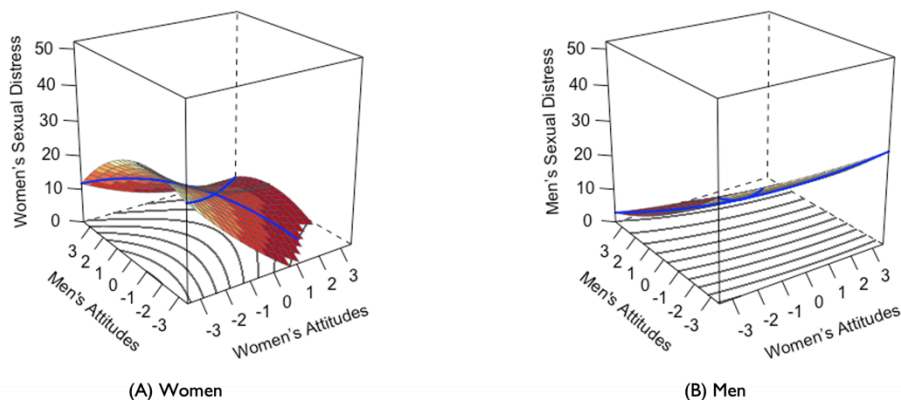 Women's Sexual Distress
50
40
30
20
10
0
3 2 1 0 -1 -2 -3
Men's Attitudes
-3 -2 -1 0 1 2 3
Women's Attitudes
(A) Women
Men's Sexual Distress
50
40
30
20
10
0
3 2 1 0 -1 -2 -3
Men's Attitudes
-3 -2 -1 0 1 2 3
Women's Attitudes
(B) Men